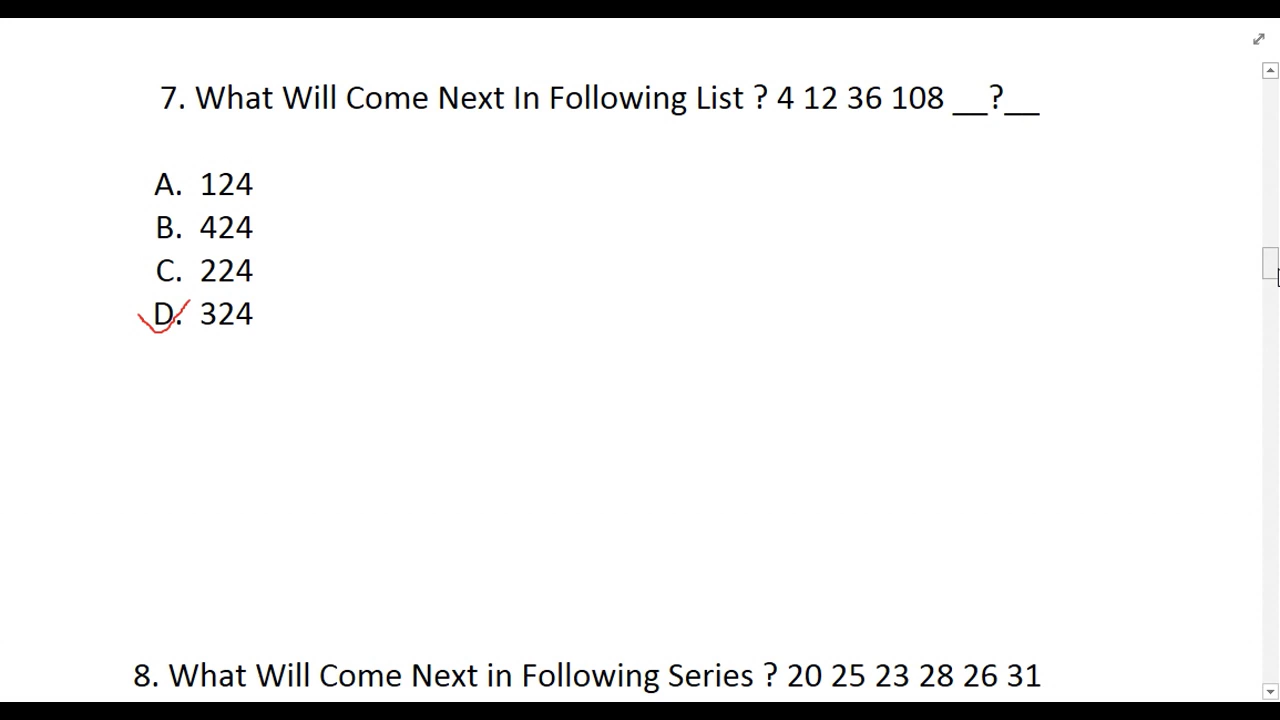 7. What Will Come Next In Following List ? 4 12 36 108 __?__
A. 124
B. 424
C. 224
D. 324
8. What Will Come Next in Following Series ? 20 25 23 28 26 31